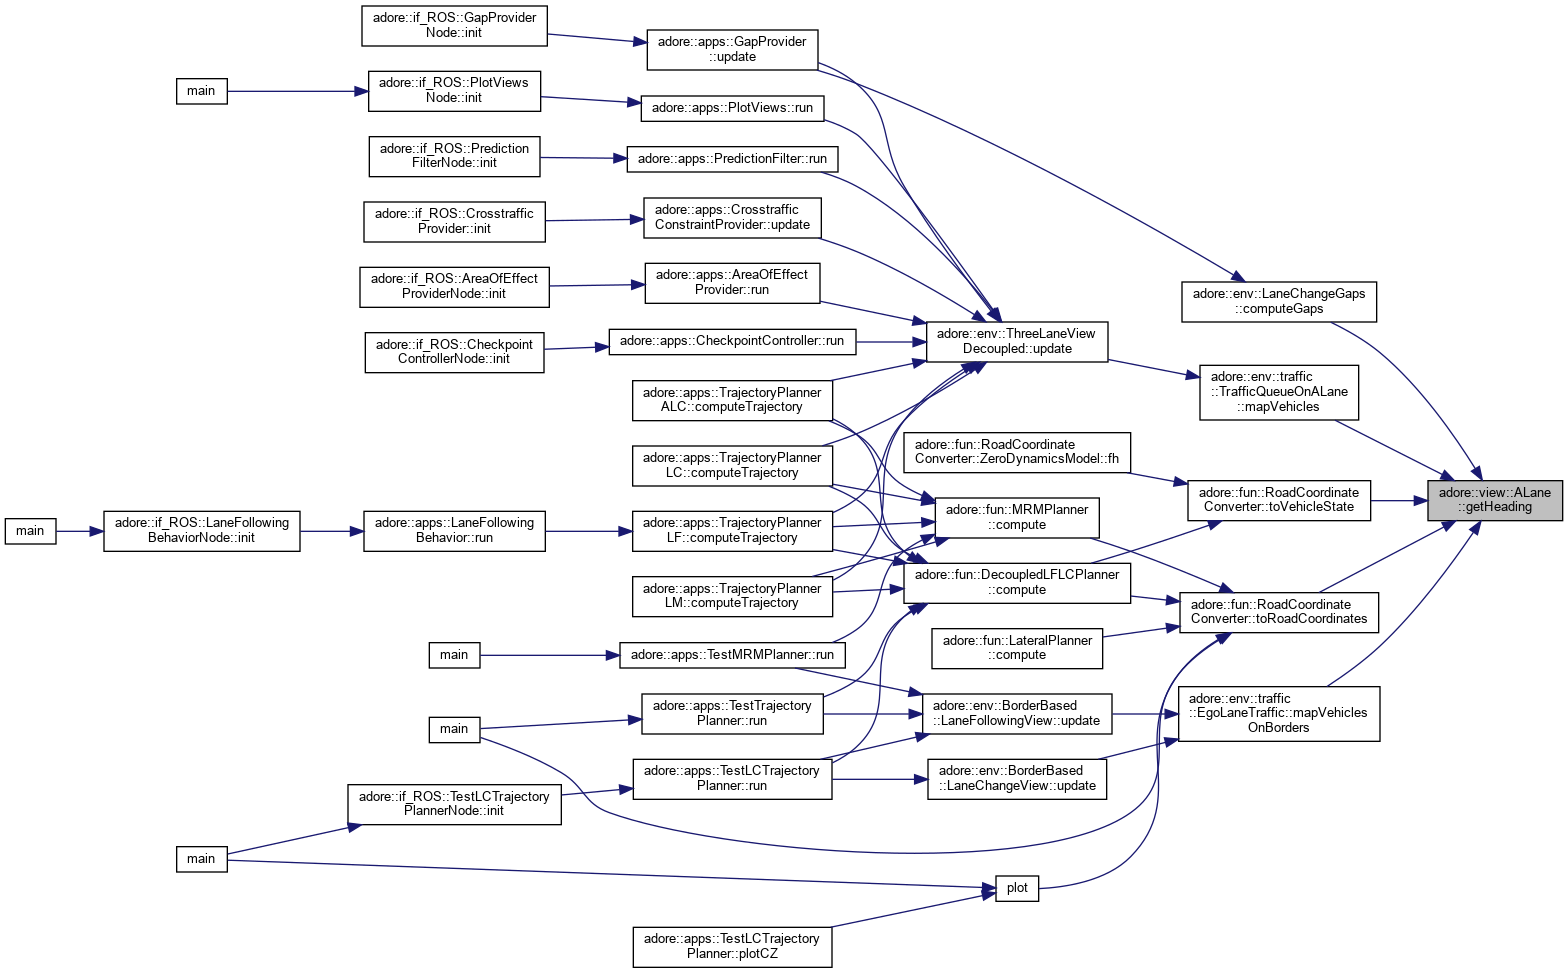 adore::if_ROS::GapProvider
Node::init
adore::apps::GapProvider
::update
main
adore::if_ROS::PlotViews
Node::init
adore::apps::PlotViews::run
adore::if_ROS::Prediction
FilterNode::init
adore::apps::PredictionFilter::run
adore::if_ROS::Crosstraffic
Provider::init
adore::apps::Crosstraffic
ConstraintProvider::update
adore::if_ROS::AreaOfEffect
ProviderNode::init
adore::apps::AreaOfEffect
Provider::run
adore::env::LaneChangeGaps
::computeGaps
adore::if_ROS::Checkpoint
ControllerNode::init
adore::apps::CheckpointController::run
adore::env::ThreeLaneView
Decoupled::update
adore::apps::TrajectoryPlanner
ALC::computeTrajectory
adore::env::traffic
::TrafficQueueOnALane
::mapVehicles
adore::apps::TrajectoryPlanner
LC::computeTrajectory
adore::fun::RoadCoordinate
Converter::ZeroDynamicsModel::fh
adore::fun::RoadCoordinate
Converter::toVehicleState
adore::view::ALane
::getHeading
main
adore::if_ROS::LaneFollowing
BehaviorNode::init
adore::apps::LaneFollowing
Behavior::run
adore::apps::TrajectoryPlanner
LF::computeTrajectory
adore::fun::MRMPlanner
::compute
adore::apps::TrajectoryPlanner
LM::computeTrajectory
adore::fun::DecoupledLFLCPlanner
::compute
adore::fun::RoadCoordinate
Converter::toRoadCoordinates
main
adore::apps::TestMRMPlanner::run
adore::fun::LateralPlanner
::compute
main
adore::apps::TestTrajectory
Planner::run
adore::env::BorderBased
::LaneFollowingView::update
adore::env::traffic
::EgoLaneTraffic::mapVehicles
OnBorders
adore::if_ROS::TestLCTrajectory
PlannerNode::init
adore::apps::TestLCTrajectory
Planner::run
adore::env::BorderBased
::LaneChangeView::update
main
plot
adore::apps::TestLCTrajectory
Planner::plotCZ